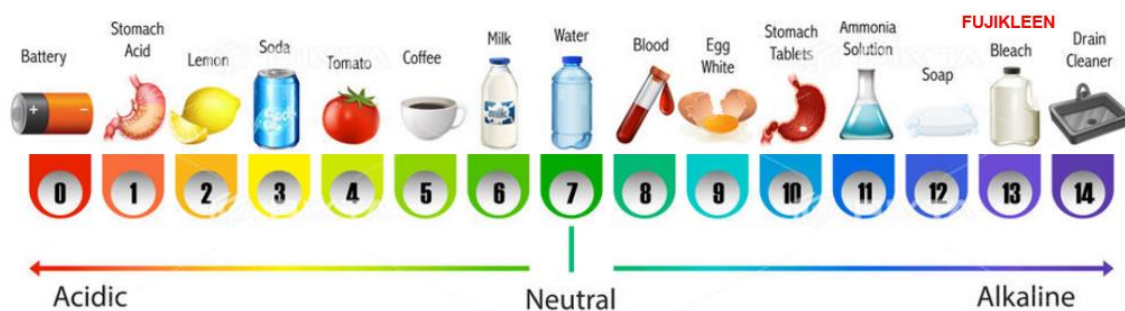 Battery
Stomach
Acid
Lemon
Soda
Tomato
Coffee
Milk
milk
Water
Blood
Egg
White
Stomach
Tablets
Ammonia
Solution
Soap
FUJIKLEEN
Bleach
Drain
Cleaner
+ −
0 1 2 3 4 5 6 7 8 9 10 11 12 13 14
Acidic Neutral Alkaline